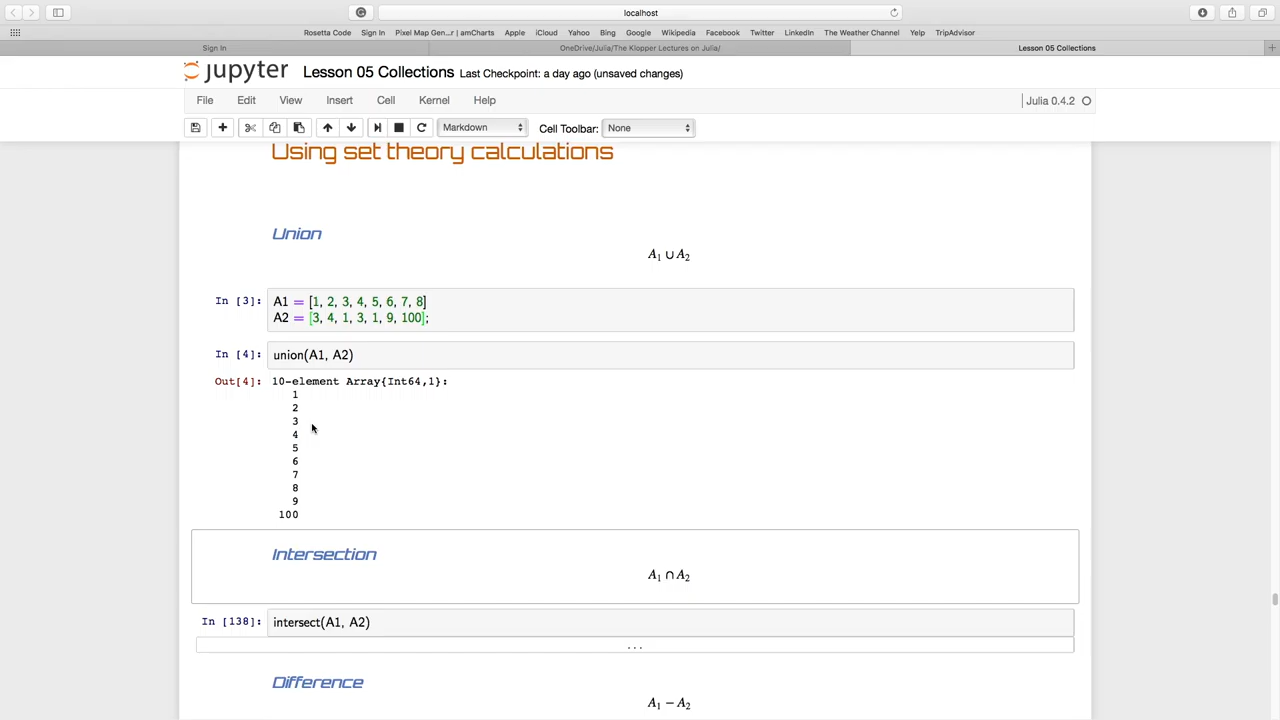 localhost
Rosetta Code Sign In Pixel Map Gen...r | amCharts Apple iCloud Yahoo Bing Google Wikipedia Facebook Twitter LinkedIn The Weather Channel Yelp TripAdvisor
Sign In OneDrive/Julia/The Klopper Lectures on Julia/ Lesson 05 Collections
jupyter Lesson 05 Collections Last Checkpoint: a day ago (unsaved changes)
File Edit View Insert Cell Kernel Help Julia 0.4.2
Markdown Cell Toolbar: None
Using set theory calculations
Union
A₁ ∪ A₂
In [3]: A1 = [1, 2, 3, 4, 5, 6, 7, 8]
A2 = [3, 4, 1, 3, 1, 9, 100];
In [4]: union(A1, A2)
Out[4]: 10-element Array{Int64,1}:
1
2
3
4
5
6
7
8
9
100
Intersection
A₁ ∩ A₂
In [138]: intersect(A1, A2)
...
Difference
A₁ − A₂